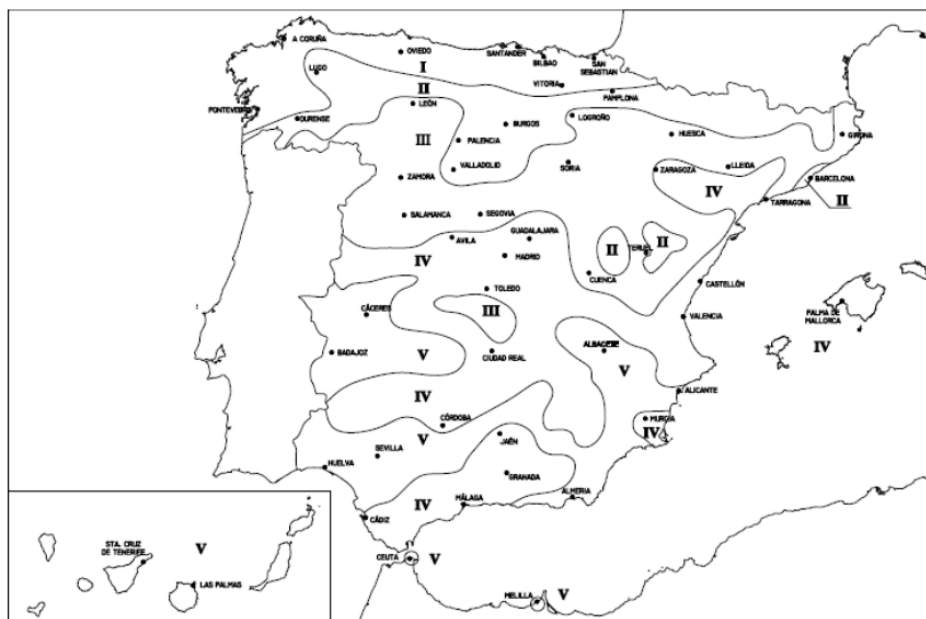 A CORUÑA
OVIEDO
SANTANDER
BILBAO
SAN
SEBASTIAN
LUGO
I
VITORIA
PAMPLONA
II
PONTEVEDRA
OURENSE
LEÓN
BURGOS
LOGROÑO
HUESCA
GIRONA
III
PALENCIA
VALLADOLID
SORIA
ZARAGOZA
LLEIDA
BARCELONA
ZAMORA
IV
TARRAGONA
II
SALAMANCA
SEGOVIA
AVILA
GUADALAJARA
IV
MADRID
II
TERUEL
II
CUENCA
CASTELLÓN
TOLEDO
CÁCERES
III
VALENCIA
PALMA DE
MALLORCA
IV
BADAJOZ
V
CIUDAD REAL
ALBACETE
V
IV
ALICANTE
CÓRDOBA
MURCIA
IV
V
JAÉN
SEVILLA
HUELVA
GRANADA
IV
MÁLAGA
ALMERIA
CÁDIZ
CEUTA
V
MELILLA
V
STA. CRUZ
DE TENERIFE
V
LAS PALMAS